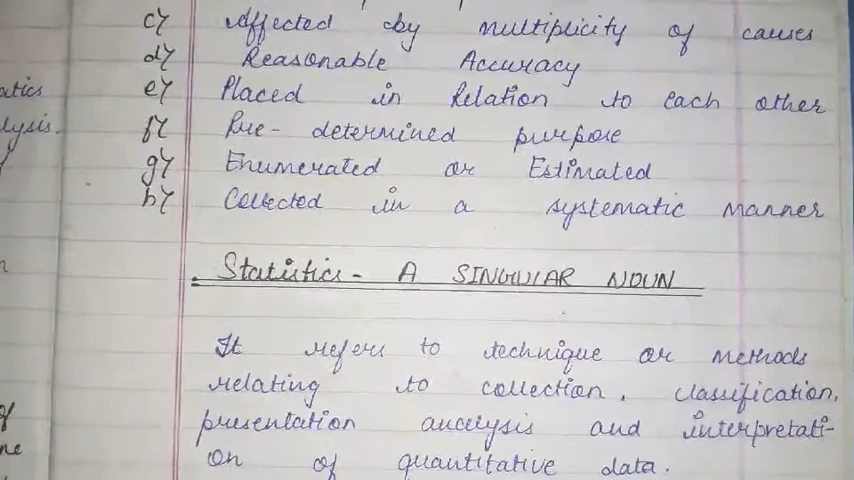 c) Affected by multiplicity of causes
d) Reasonable Accuracy
atics
e) Placed in Relation to each other
lysis.
f) Pre-determined purpose
g) Enumerated or Estimated
h) Collected in a systematic manner
Statistics- A SINGULAR NOUN
It refers to technique or methods
relating to collection, classification,
presentation analysis and interpretati-
on of quantitative data.